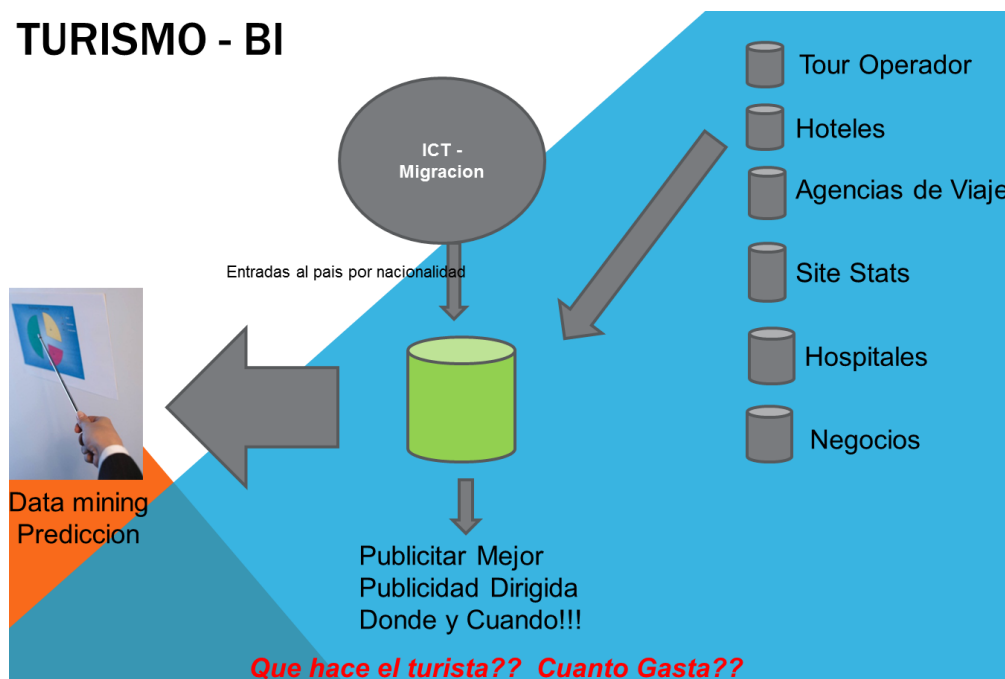 TURISMO - BI
ICT -
Migracion
Entradas al pais por nacionalidad
Tour Operador
Hoteles
Agencias de Viaje
Site Stats
Hospitales
Negocios
Data mining
Prediccion
Publicitar Mejor
Publicidad Dirigida
Donde y Cuando!!!
Que hace el turista?? Cuanto Gasta??